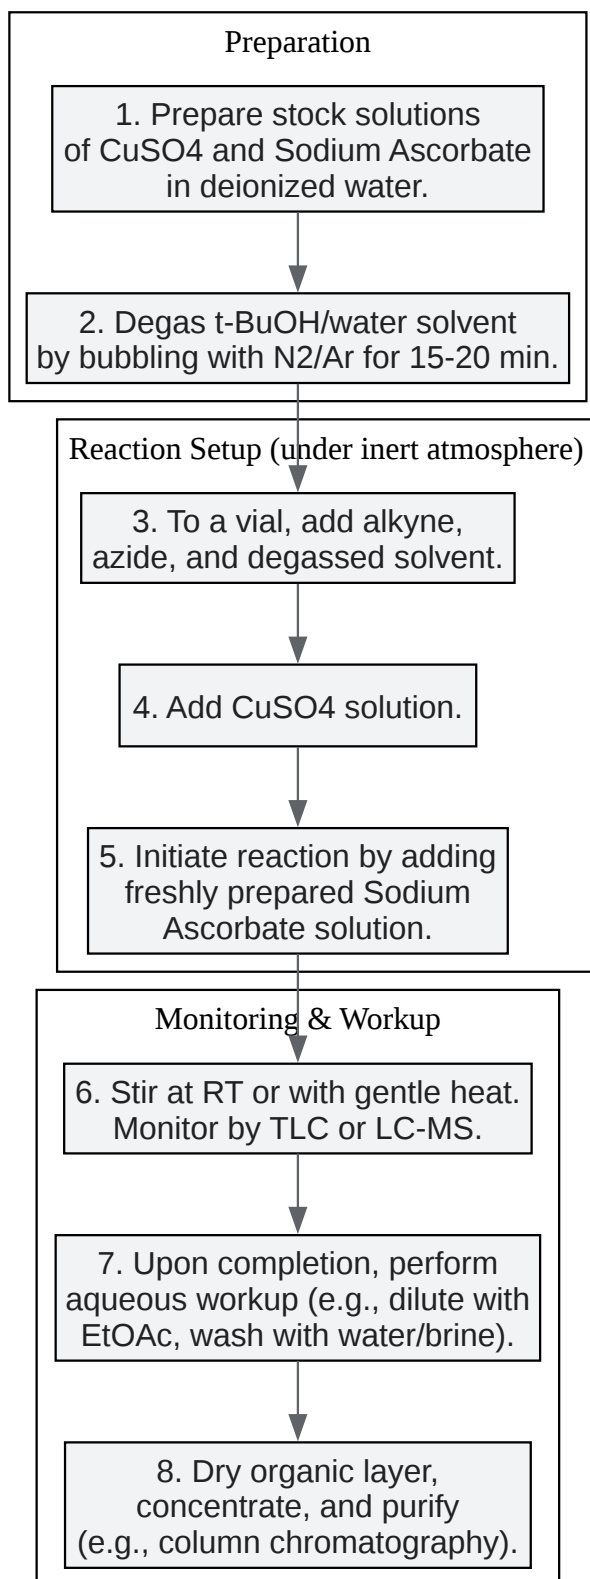 Preparation
1. Prepare stock solutions
of CuSO4 and Sodium Ascorbate
in deionized water.
2. Degas t-BuOH/water solvent
by bubbling with N2/Ar for 15-20 min.
Reaction Setup (under inert atmosphere)
3. To a vial, add alkyne,
azide, and degassed solvent.
4. Add CuSO4 solution.
5. Initiate reaction by adding
freshly prepared Sodium
Ascorbate solution.
Monitoring & Workup
6. Stir at RT or with gentle heat.
Monitor by TLC or LC-MS.
7. Upon completion, perform
aqueous workup (e.g., dilute with
EtOAc, wash with water/brine).
8. Dry organic layer,
concentrate, and purify
(e.g., column chromatography).